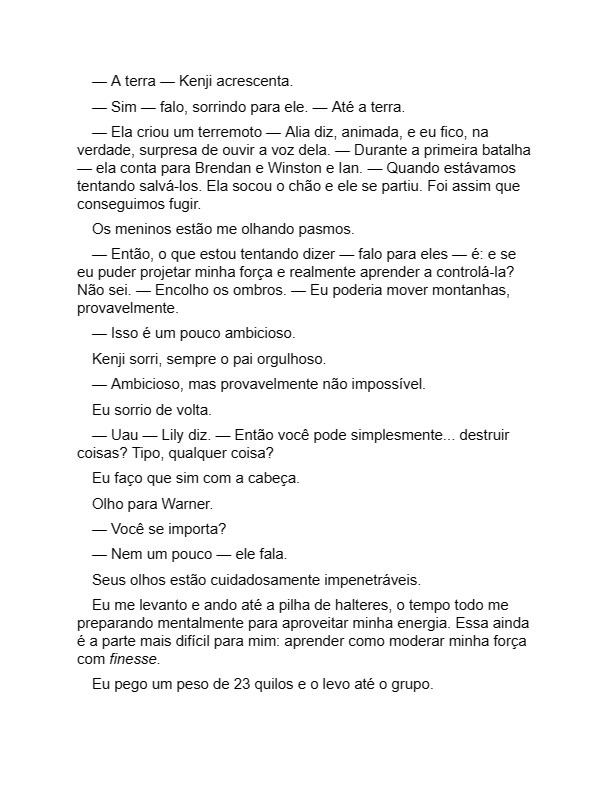 — A terra — Kenji acrescenta.
— Sim — falo, sorrindo para ele. — Até a terra.
— Ela criou um terremoto — Alia diz, animada, e eu fico, na
verdade, surpresa de ouvir a voz dela. — Durante a primeira batalha
— ela conta para Brendan e Winston e Ian. — Quando estávamos
tentando salvá-los. Ela socou o chão e ele se partiu. Foi assim que
conseguimos fugir.
Os meninos estão me olhando pasmos.
— Então, o que estou tentando dizer — falo para eles — é: e se
eu puder projetar minha força e realmente aprender a controlá-la?
Não sei. — Encolho os ombros. — Eu poderia mover montanhas,
provavelmente.
— Isso é um pouco ambicioso.
Kenji sorri, sempre o pai orgulhoso.
— Ambicioso, mas provavelmente não impossível.
Eu sorrio de volta.
— Uau — Lily diz. — Então você pode simplesmente... destruir
coisas? Tipo, qualquer coisa?
Eu faço que sim com a cabeça.
Olho para Warner.
— Você se importa?
— Nem um pouco — ele fala.
Seus olhos estão cuidadosamente impenetráveis.
Eu me levanto e ando até a pilha de halteres, o tempo todo me
preparando mentalmente para aproveitar minha energia. Essa ainda
é a parte mais difícil para mim: aprender como moderar minha força
com finesse.
Eu pego um peso de 23 quilos e o levo até o grupo.